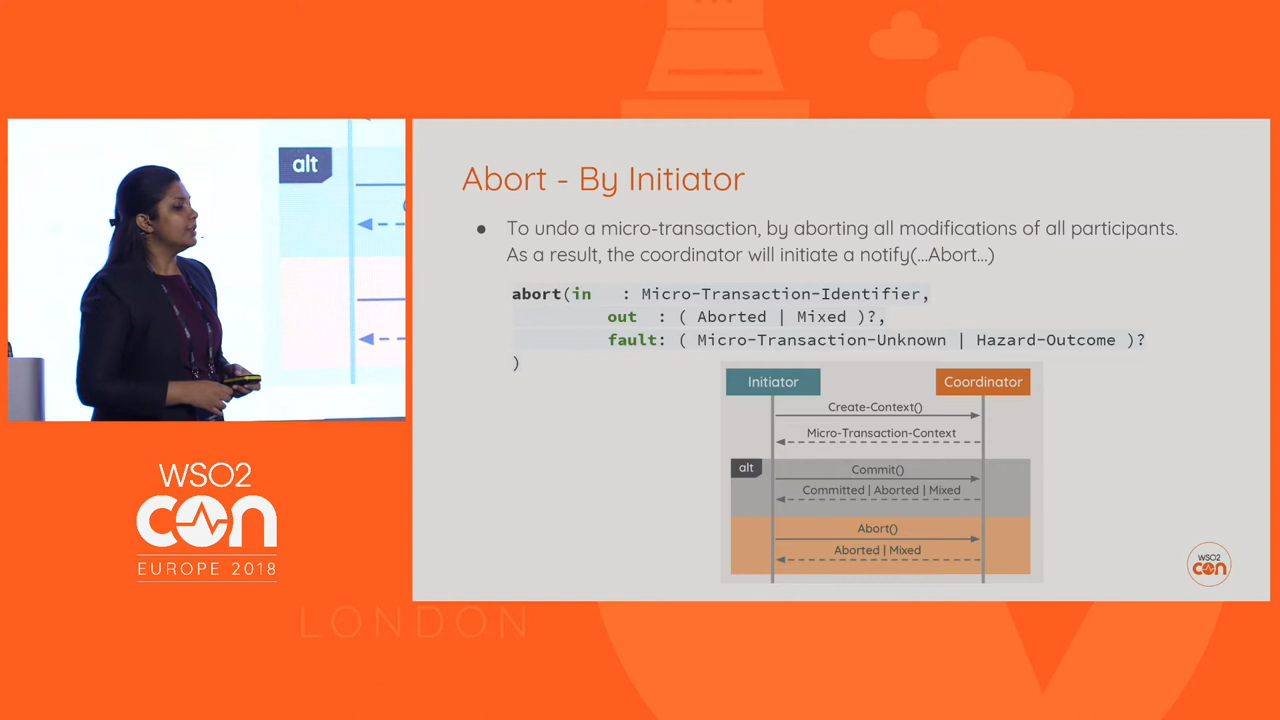 alt
WSO2
CON
EUROPE 2018
LONDON
Abort - By Initiator
● To undo a micro-transaction, by aborting all modifications of all participants.
As a result, the coordinator will initiate a notify(...Abort...)
abort(in : Micro-Transaction-Identifier,
out : ( Aborted | Mixed )?,
fault: ( Micro-Transaction-Unknown | Hazard-Outcome )?
)
Initiator Coordinator
Create-Context()
Micro-Transaction-Context
alt
Commit()
Committed | Aborted | Mixed
Abort()
Aborted | Mixed
WSO2
CON